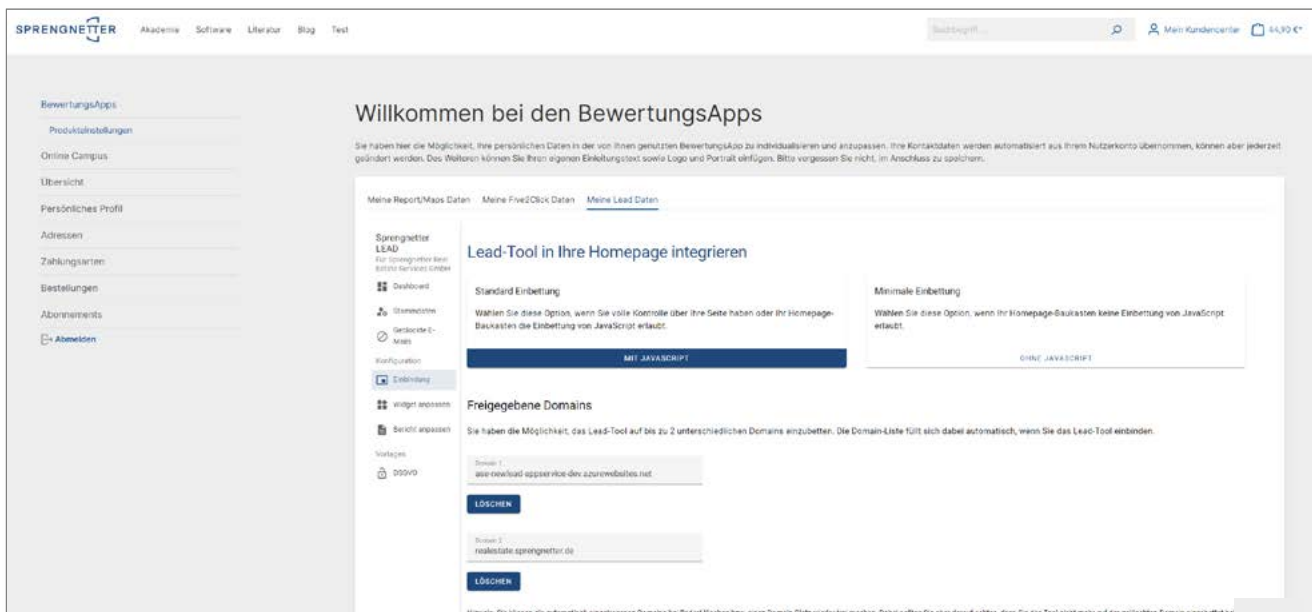 SPRENGNETTER
Akademie Software Literatur Blog Test
Suchbegriff...
Mein Kundencenter
44,90 €*
BewertungsApps
Produkteinstellungen
Online Campus
Übersicht
Persönliches Profil
Adressen
Zahlungsarten
Bestellungen
Abonnements
Abmelden
Willkommen bei den BewertungsApps
Sie haben hier die Möglichkeit, Ihre persönlichen Daten in der von Ihnen genutzten BewertungsApp zu individualisieren und anzupassen. Ihre Kontaktdaten werden automatisiert aus Ihrem Nutzerkonto übernommen, können aber jederzeit
geändert werden. Des Weiteren können Sie Ihren eigenen Einleitungstext sowie Logo und Portrait einfügen. Bitte vergessen Sie nicht, im Anschluss zu speichern.
Meine Report/Maps Daten Meine Five2Click Daten Meine Lead Daten
Sprengnetter
LEAD
Für Sprengnetter Real
Estate Services GmbH
Dashboard
Stammdaten
Geblockte E-
Mails
Konfiguration
Einbindung
Widget anpassen
Bericht anpassen
Vorlagen
DSGVO
Lead-Tool in Ihre Homepage integrieren
Standard Einbettung
Wählen Sie diese Option, wenn Sie volle Kontrolle über Ihre Seite haben oder Ihr Homepage-
Baukasten die Einbettung von JavaScript erlaubt.
MIT JAVASCRIPT
Minimale Einbettung
Wählen Sie diese Option, wenn Ihr Homepage-Baukasten keine Einbettung von JavaScript
erlaubt.
OHNE JAVASCRIPT
Freigegebene Domains
Sie haben die Möglichkeit, das Lead-Tool auf bis zu 2 unterschiedlichen Domains einzubetten. Die Domain-Liste füllt sich dabei automatisch, wenn Sie das Lead-Tool einbinden.
Domain 1
ase-newlead-appservice-dev.azurewebsites.net
LÖSCHEN
Domain 2
realestate.sprengnetter.de
LÖSCHEN